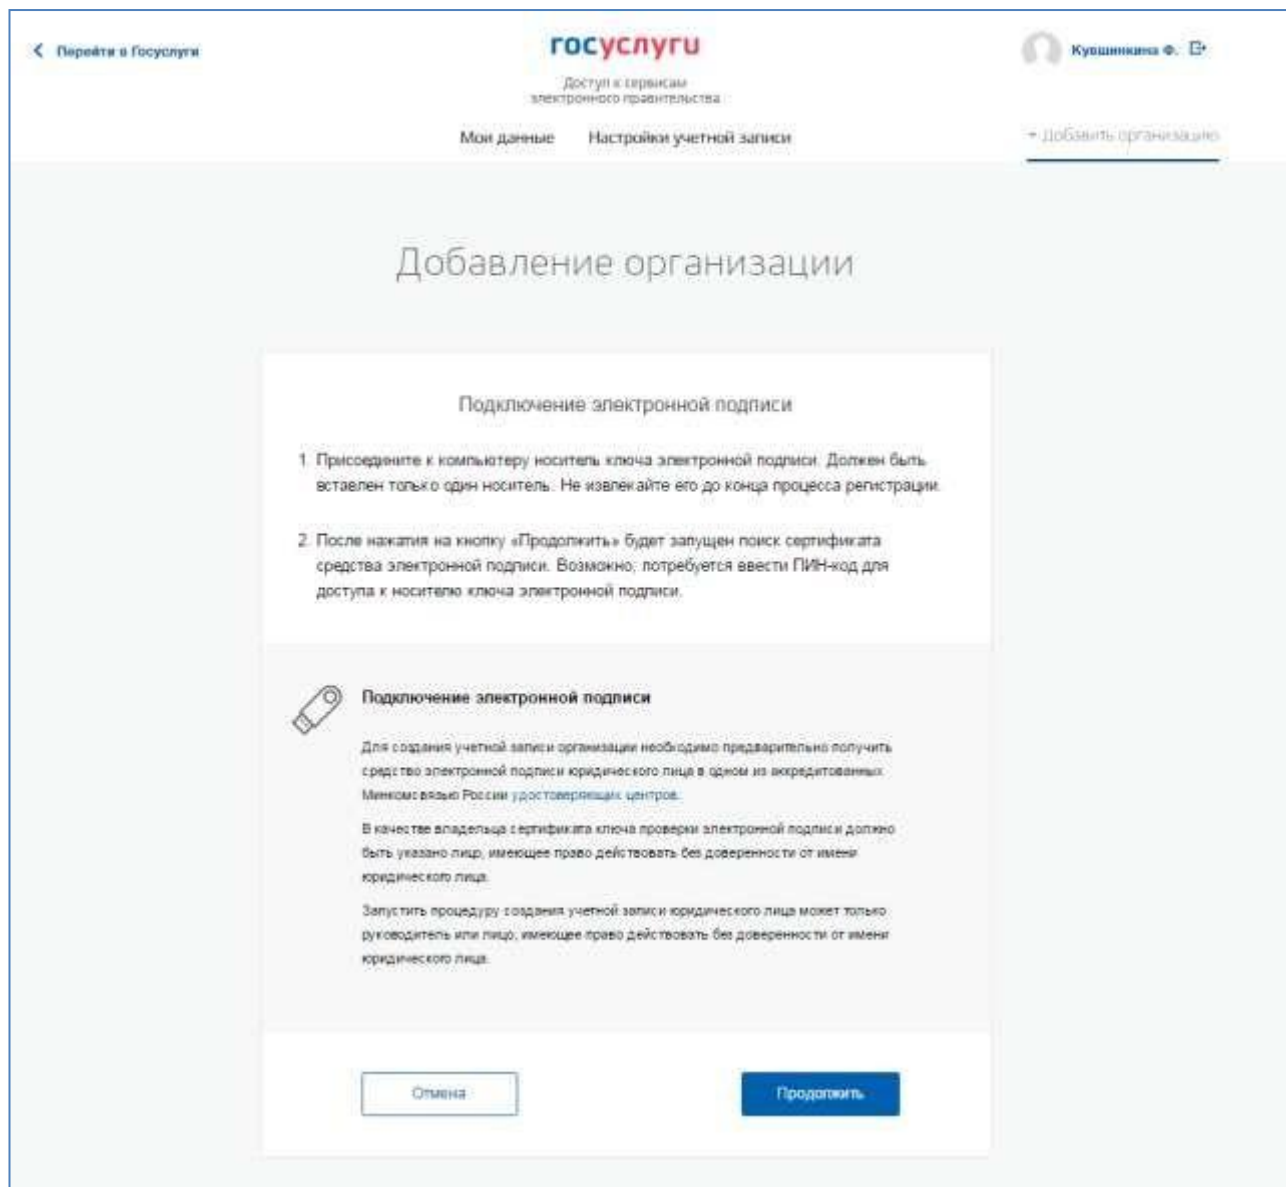 Перейти в Госуслуги
госуслуги
Кувшинкина Ф.
Доступ к сервисам
электронного правительства
Мои данные Настройки учетной записи
+ Добавить организацию
Добавление организации
Подключение электронной подписи
1. Присоедините к компьютеру носитель ключа электронной подписи. Должен быть
вставлен только один носитель. Не извлекайте его до конца процесса регистрации.
2. После нажатия на кнопку «Продолжить» будет запущен поиск сертификата
средства электронной подписи. Возможно, потребуется ввести ПИН-код для
доступа к носителю ключа электронной подписи.
Подключение электронной подписи
Для создания учетной записи организации необходимо предварительно получить
средство электронной подписи юридического лица в одном из аккредитованных
Минкомсвязью России удостоверяющих центров.
В качестве владельца сертификата ключа проверки электронной подписи должно
быть указано лицо, имеющее право действовать без доверенности от имени
юридического лица.
Запустить процедуру создания учетной записи юридического лица может только
руководитель или лицо, имеющее право действовать без доверенности от имени
юридического лица.
Отмена
Продолжить